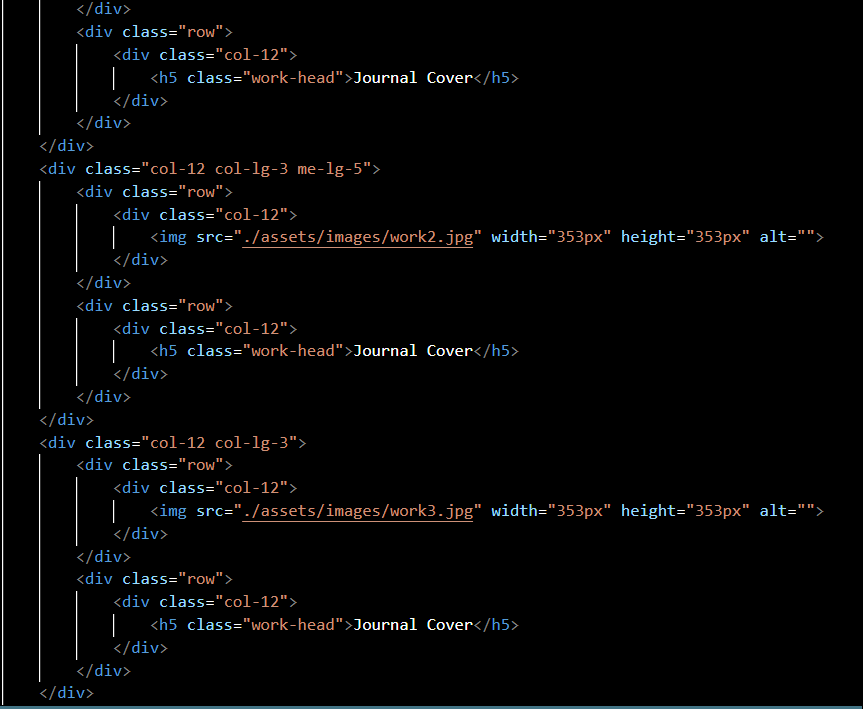 </div>
<div class="row">
<div class="col-12">
<h5 class="work-head">Journal Cover</h5>
</div>
</div>
</div>
<div class="col-12 col-lg-3 me-lg-5">
<div class="row">
<div class="col-12">
<img src="./assets/images/work2.jpg" width="353px" height="353px" alt="">
</div>
</div>
<div class="row">
<div class="col-12">
<h5 class="work-head">Journal Cover</h5>
</div>
</div>
</div>
<div class="col-12 col-lg-3">
<div class="row">
<div class="col-12">
<img src="./assets/images/work3.jpg" width="353px" height="353px" alt="">
</div>
</div>
<div class="row">
<div class="col-12">
<h5 class="work-head">Journal Cover</h5>
</div>
</div>
</div>